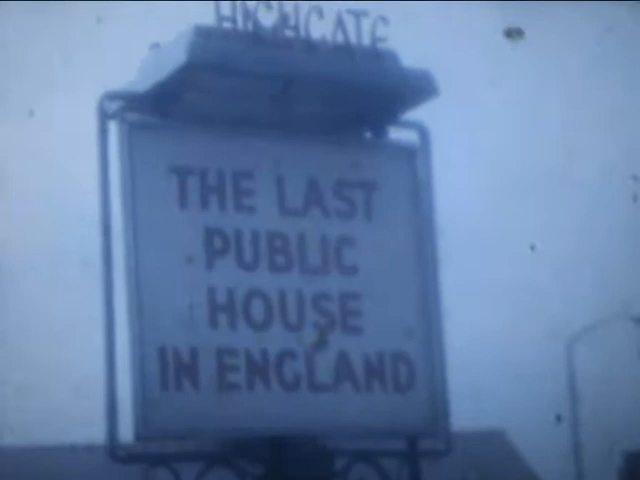 HIGHGATE
THE LAST
PUBLIC
HOUSE
IN ENGLAND